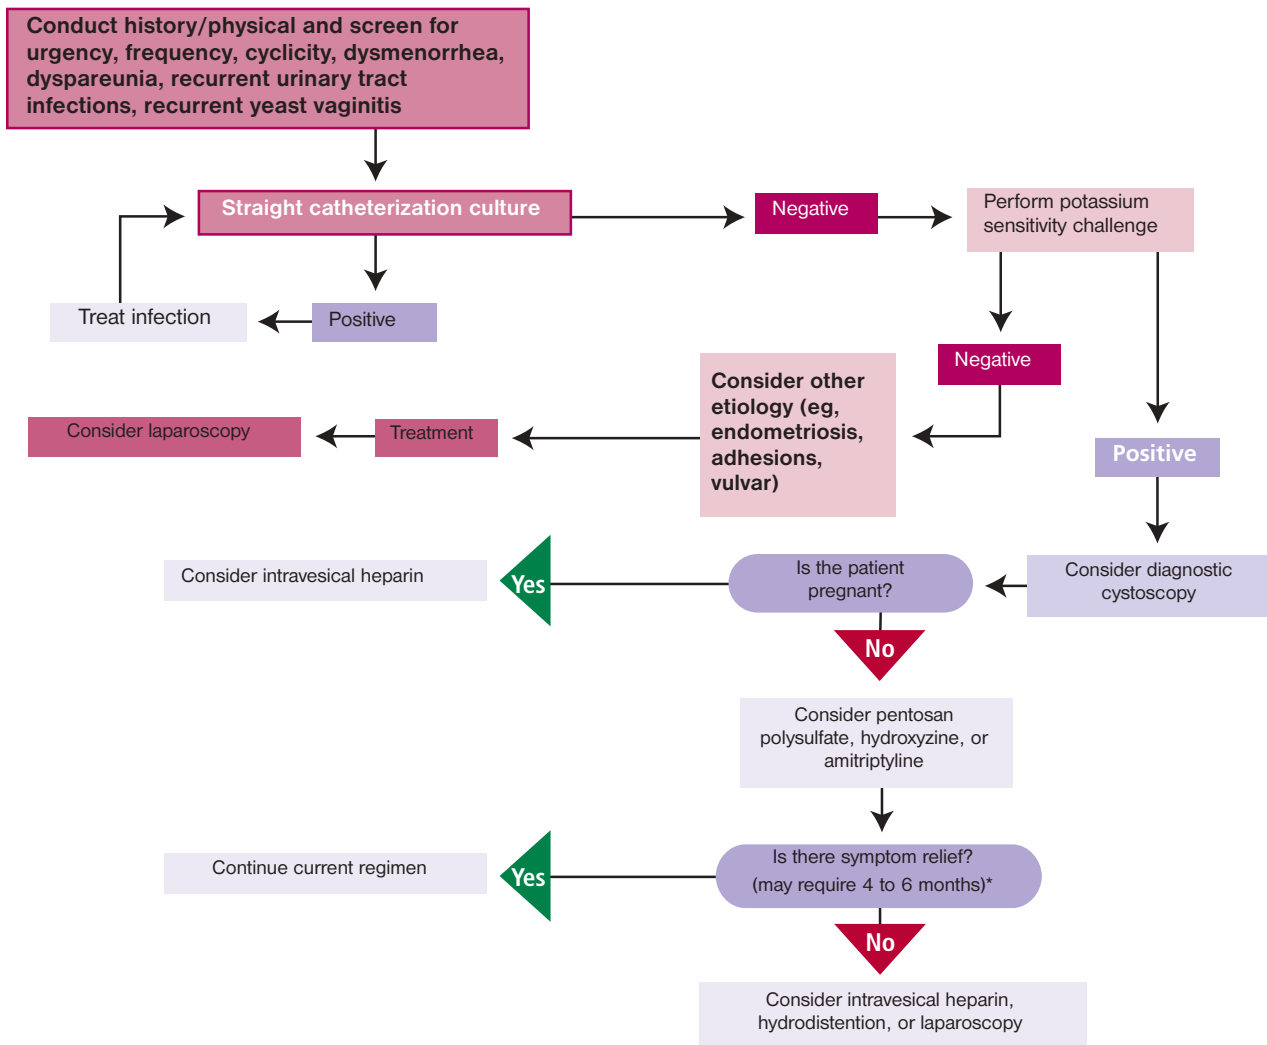 Conduct history/physical and screen for
urgency, frequency, cyclicity, dysmenorrhea,
dyspareunia, recurrent urinary tract
infections, recurrent yeast vaginitis
Straight catheterization culture
Negative
Perform potassium
sensitivity challenge
Treat infection
Positive
Negative
Consider other
etiology (eg,
endometriosis,
adhesions,
vulvar)
Treatment
Consider laparoscopy
Positive
Consider diagnostic
cystoscopy
Is the patient
pregnant?
Yes
Consider intravesical heparin
No
Consider pentosan
polysulfate, hydroxyzine, or
amitriptyline
Is there symptom relief?
(may require 4 to 6 months)*
Yes
Continue current regimen
No
Consider intravesical heparin,
hydrodistention, or laparoscopy